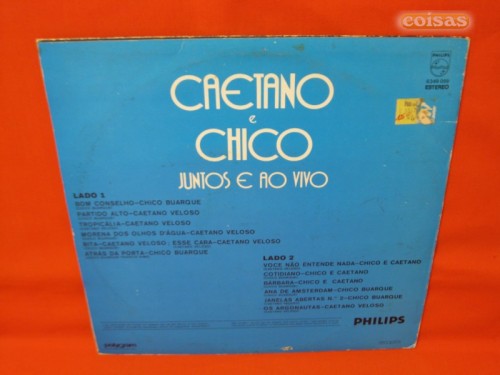 eoisas
PHILIPS
ESTEREO
CAETANO
e
CHICO
JUNTOS E AO VIVO
LADO 1
BOM CONSELHO-CHICO BUARQUE
PARTIDO ALTO-CAETANO VELOSO
TROPICÁLIA-CAETANO VELOSO
MORENA DOS OLHOS D'ÁGUA-CAETANO VELOSO
RITA-CAETANO VELOSO, ESSE CARA-CAETANO VELOSO
ATRÁS DA PORTA-CHICO BUARQUE
LADO 2
VOCÊ NÃO ENTENDE NADA-CHICO E CAETANO
COTIDIANO-CHICO E CAETANO
BÁRBARA-CHICO E CAETANO
ANA DE AMSTERDAM-CHICO BUARQUE
JANELAS ABERTAS N.º 2-CHICO BUARQUE
OS ARGONAUTAS-CAETANO VELOSO
PHILIPS
polygram